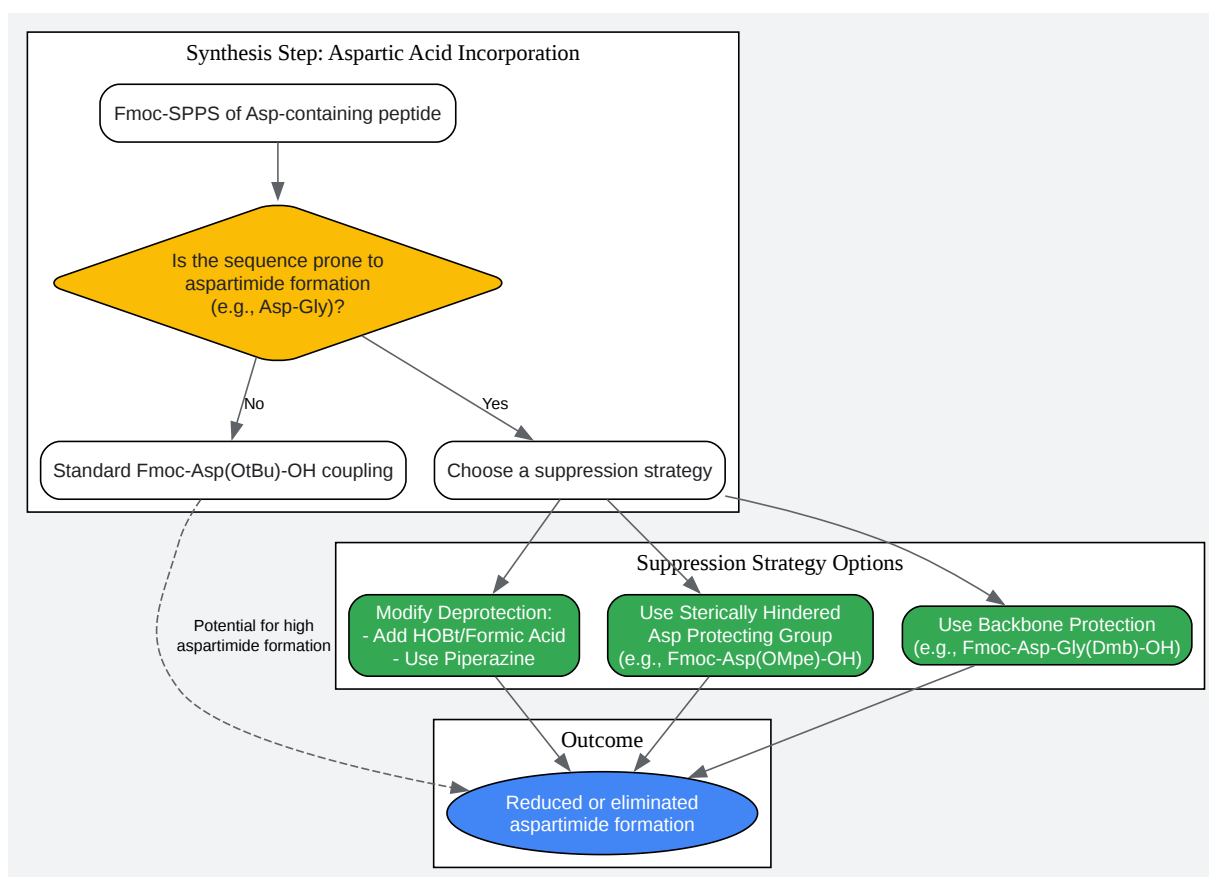 Synthesis Step: Aspartic Acid Incorporation
Fmoc-SPPS of Asp-containing peptide
Is the sequence prone to
aspartimide formation
(e.g., Asp-Gly)?
No
Yes
Standard Fmoc-Asp(OtBu)-OH coupling
Choose a suppression strategy
Suppression Strategy Options
Potential for high
aspartimide formation
Modify Deprotection:
- Add HOBt/Formic Acid
- Use Piperazine
Use Sterically Hindered
Asp Protecting Group
(e.g., Fmoc-Asp(OMpe)-OH)
Use Backbone Protection
(e.g., Fmoc-Asp-Gly(Dmb)-OH)
Outcome
Reduced or eliminated
aspartimide formation